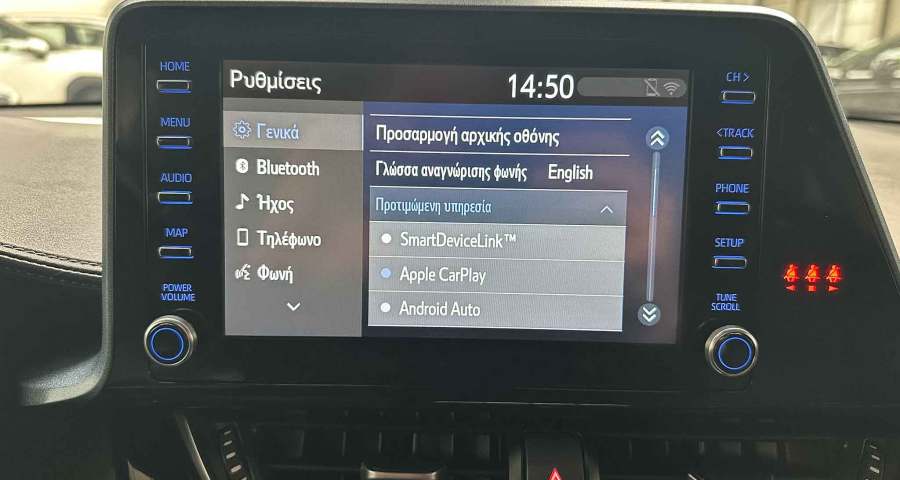 HOME
MENU
AUDIO
MAP
POWER
VOLUME
Ρυθμίσεις
14:50
Γενικά
Bluetooth
Ήχος
Τηλέφωνο
Φωνή
Προσαρμογή αρχικής οθόνης
Γλώσσα αναγνώρισης φωνής English
Προτιμώμενη υπηρεσία
SmartDeviceLink™
Apple CarPlay
Android Auto
CH >
< TRACK
PHONE
SETUP
TUNE
SCROLL